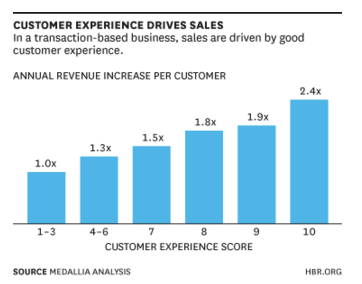 CUSTOMER EXPERIENCE DRIVES SALES
In a transaction-based business, sales are driven by good
customer experience.
ANNUAL REVENUE INCREASE PER CUSTOMER
1.0x 1.3x 1.5x 1.8x 1.9x 2.4x
1–3 4–6 7 8 9 10
CUSTOMER EXPERIENCE SCORE
SOURCE MEDALLIA ANALYSIS HBR.ORG